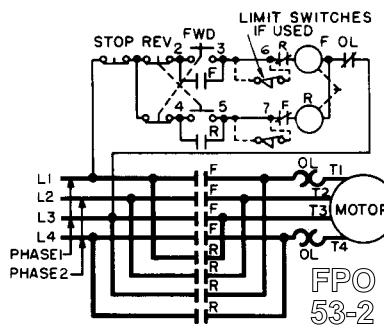 LIMIT SWITCHES
IF USED
STOP REV 2 FWD 3 6 R F OL
F
R
4 5 7 F
R
L1 F OL T1
L2 F T2
L3 F T3 MOTOR
L4 F T4
PHASE1 R OL
PHASE2 R
R
R
FPO
53-2